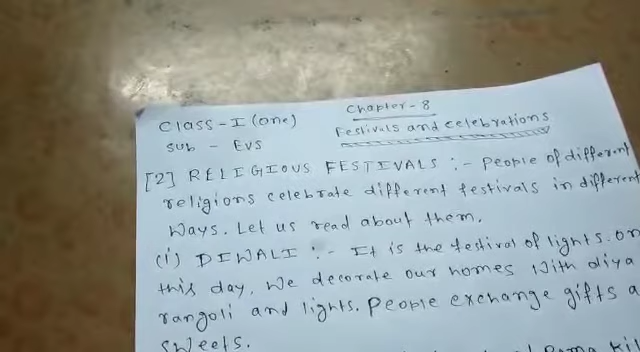 Class-I (One)
Chapter-8
Sub - EVS
Festivals and celebrations
[2] RELIGIOUS FESTIVALS :- People of different
religions celebrate different festivals in different
ways. Let us read about them.
(i) DIWALI :- It is the festival of lights. on
this day, we decorate our homes with diya
rangoli and lights. People exchange gifts a
sweets.
Rama